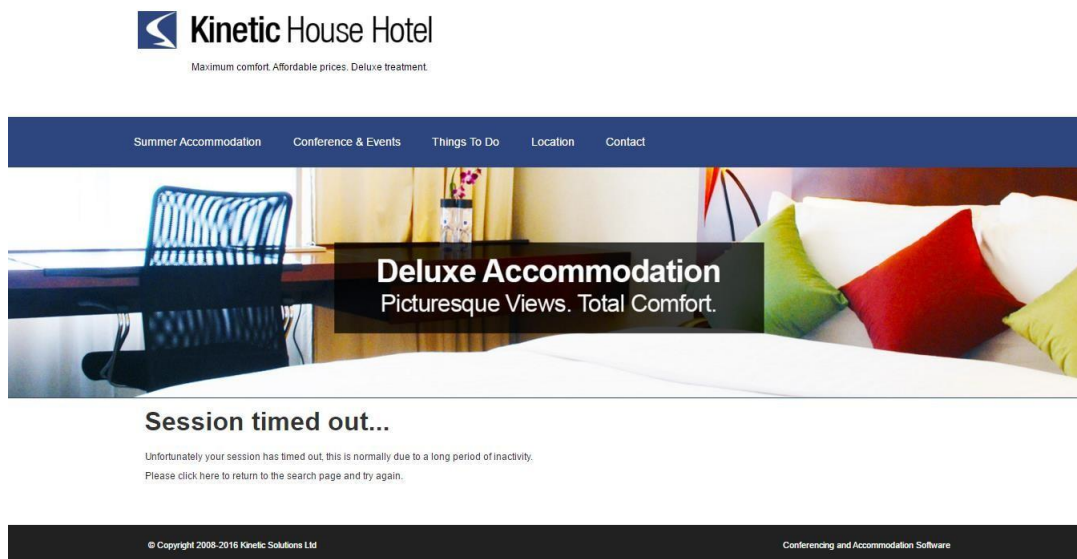 Kinetic House Hotel
Maximum comfort. Affordable prices. Deluxe treatment.
Summer Accommodation Conference & Events Things To Do Location Contact
Deluxe Accommodation
Picturesque Views. Total Comfort.
Session timed out...
Unfortunately your session has timed out, this is normally due to a long period of inactivity.
Please click here to return to the search page and try again.
© Copyright 2008-2016 Kinetic Solutions Ltd Conferencing and Accommodation Software